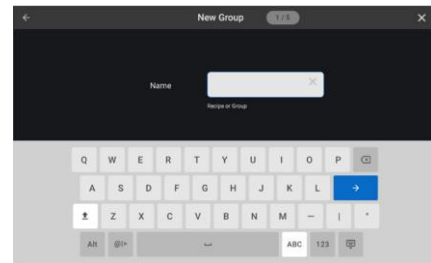 New Group 1 / 5
Name
Recipe or Group
Q W E R T Y U I O P
A S D F G H J K L
Z X C V B N M – | "
Alt @!* ABC 123